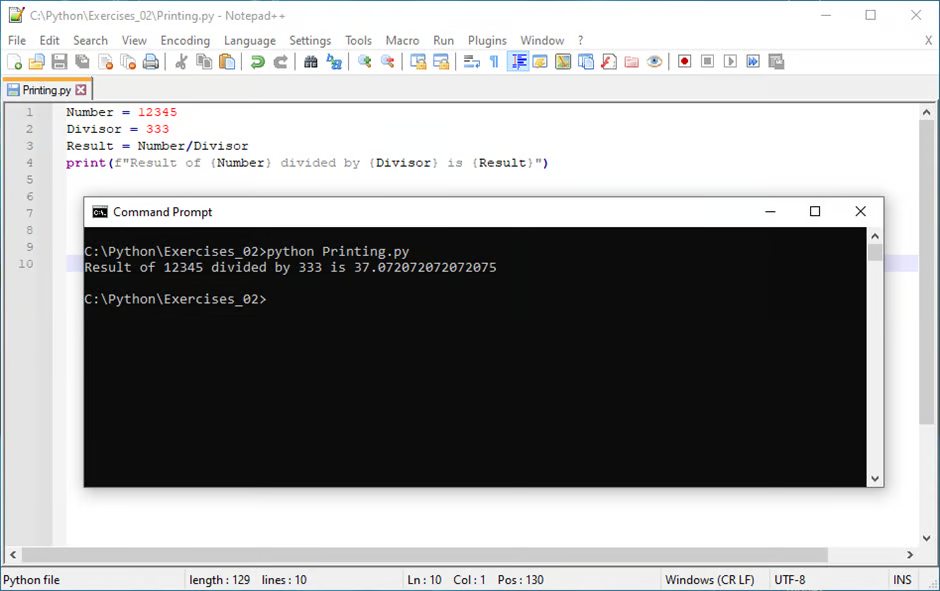 C:\Python\Exercises_02\Printing.py - Notepad++
File Edit Search View Encoding Language Settings Tools Macro Run Plugins Window ? X
Printing.py
1 Number = 12345
2 Divisor = 333
3 Result = Number/Divisor
4 print(f"Result of {Number} divided by {Divisor} is {Result}")
5
6
7
8
9
10
Command Prompt
C:\Python\Exercises_02>python Printing.py
Result of 12345 divided by 333 is 37.072072072072075
C:\Python\Exercises_02>
Python file length : 129 lines : 10 Ln : 10 Col : 1 Pos : 130 Windows (CR LF) UTF-8 INS